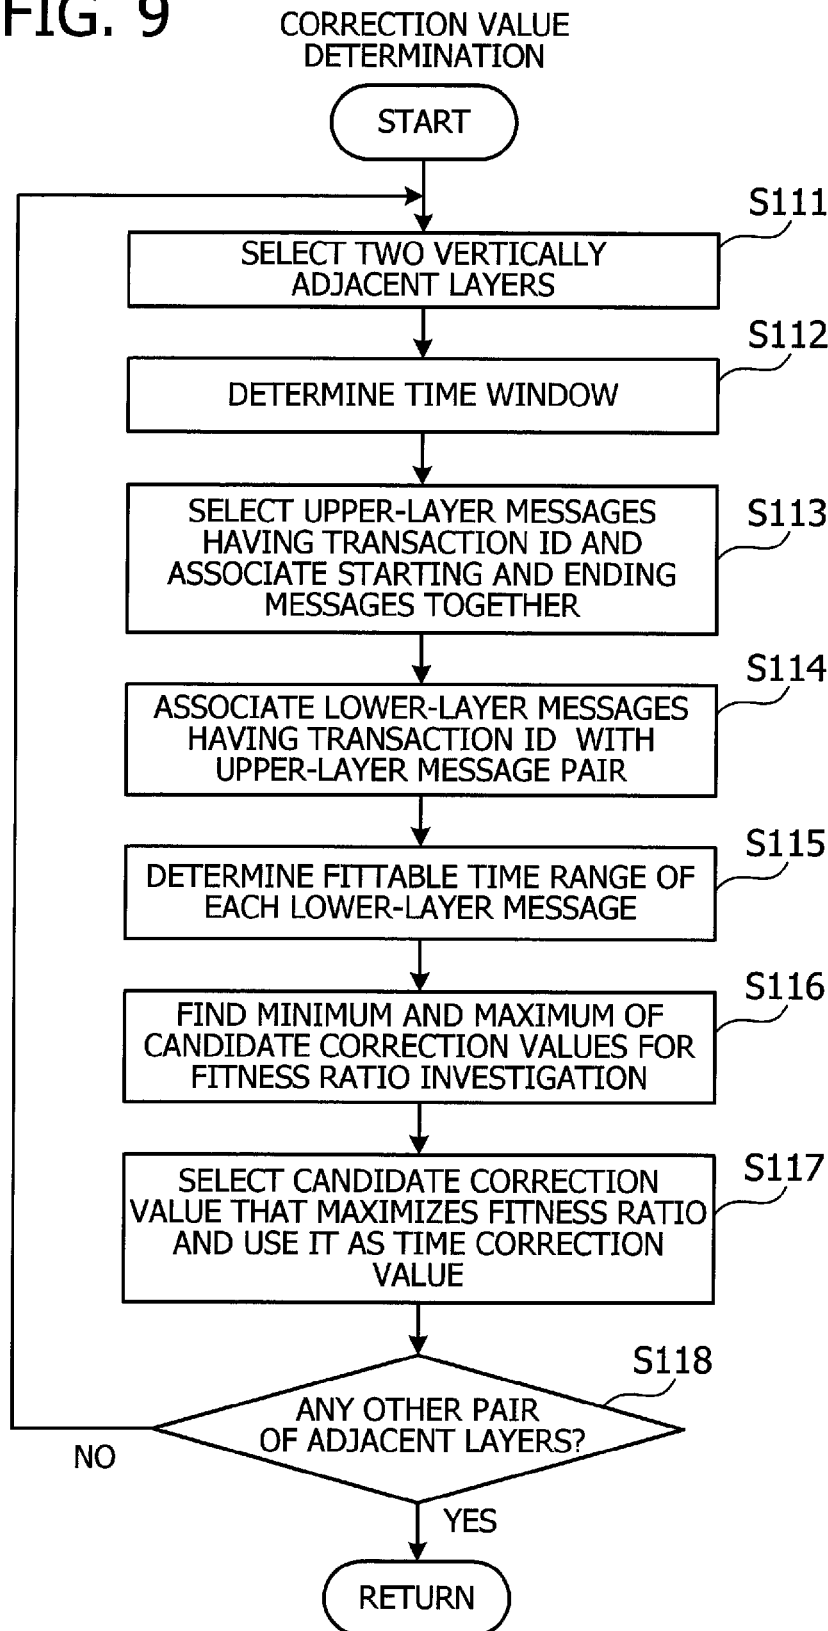 FIG. 9
CORRECTION VALUE
DETERMINATION
START
S111
SELECT TWO VERTICALLY
ADJACENT LAYERS
S112
DETERMINE TIME WINDOW
S113
SELECT UPPER-LAYER MESSAGES
HAVING TRANSACTION ID AND
ASSOCIATE STARTING AND ENDING
MESSAGES TOGETHER
S114
ASSOCIATE LOWER-LAYER MESSAGES
HAVING TRANSACTION ID WITH
UPPER-LAYER MESSAGE PAIR
S115
DETERMINE FITTABLE TIME RANGE OF
EACH LOWER-LAYER MESSAGE
S116
FIND MINIMUM AND MAXIMUM OF
CANDIDATE CORRECTION VALUES FOR
FITNESS RATIO INVESTIGATION
S117
SELECT CANDIDATE CORRECTION
VALUE THAT MAXIMIZES FITNESS RATIO
AND USE IT AS TIME CORRECTION
VALUE
S118
ANY OTHER PAIR
OF ADJACENT LAYERS?
NO
YES
RETURN